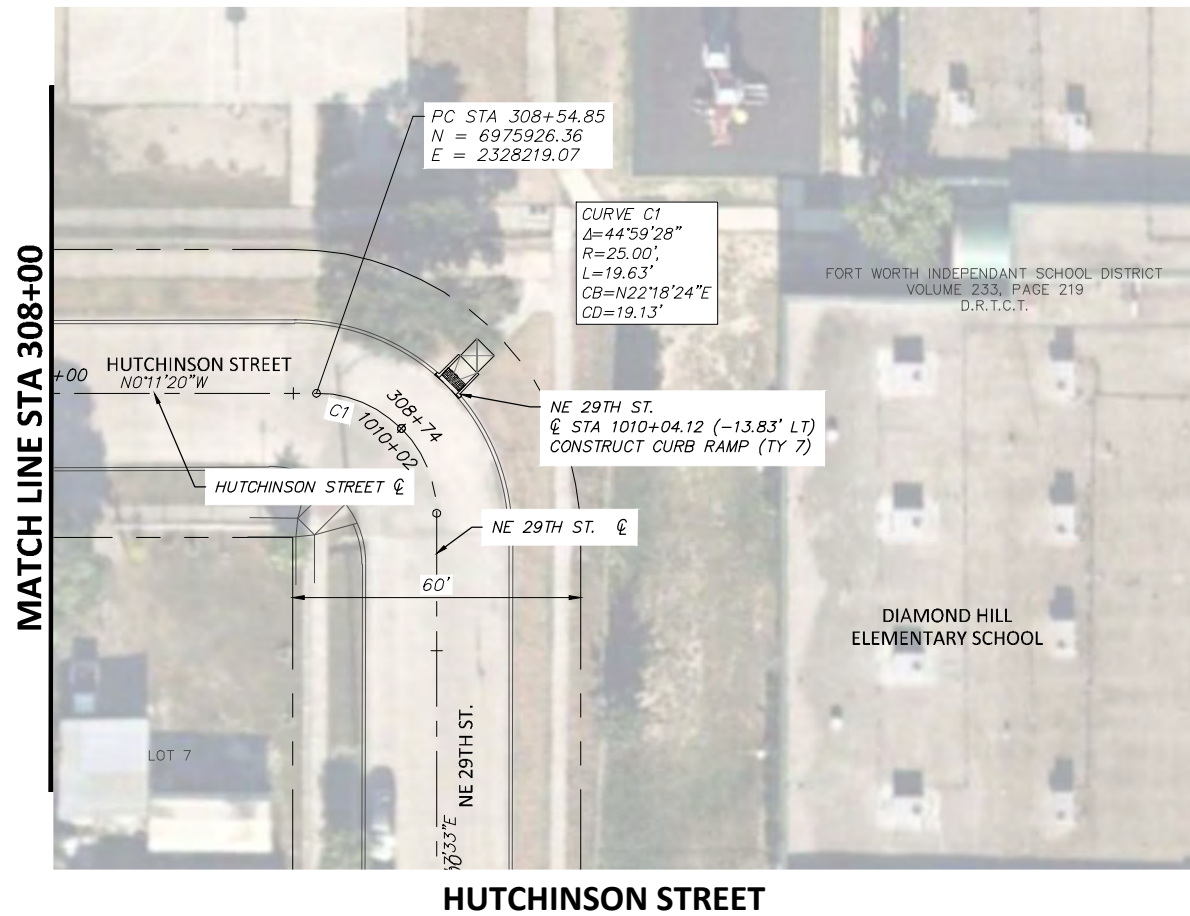 PC STA 308+54.85
N = 6975926.36
E = 2328219.07
CURVE C1
Δ=44°59'28"
R=25.00',
L=19.63'
CB=N22°18'24"E
CD=19.13'
FORT WORTH INDEPENDANT SCHOOL DISTRICT
VOLUME 233, PAGE 219
D.R.T.C.T.
MATCH LINE STA 308+00
HUTCHINSON STREET
+00
N0°11'20"W
C1
308+74
1010+02
NE 29TH ST.
℄ STA 1010+04.12 (-13.83' LT)
CONSTRUCT CURB RAMP (TY 7)
HUTCHINSON STREET ℄
NE 29TH ST. ℄
60'
DIAMOND HILL
ELEMENTARY SCHOOL
LOT 7
NE 29TH ST.
7'33"E
HUTCHINSON STREET